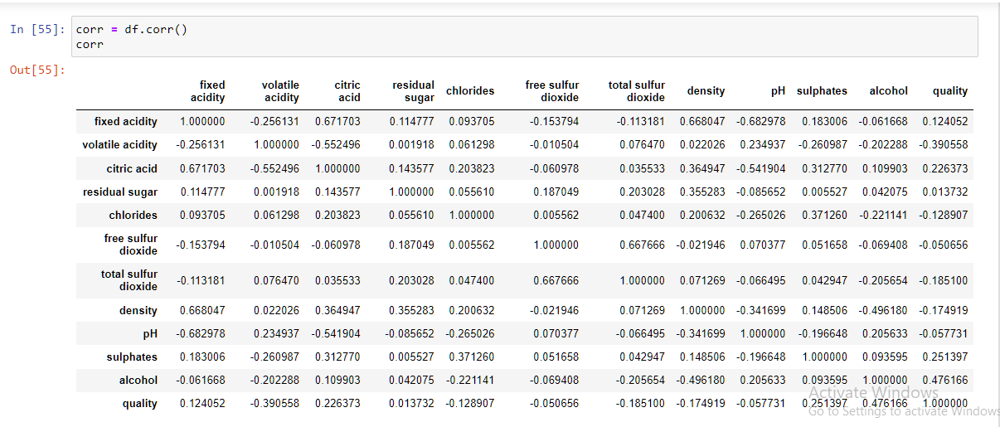 In [55]: corr = df.corr()
corr
Out[55]:
fixed acidity volatile acidity citric acid residual sugar chlorides free sulfur dioxide total sulfur dioxide density pH sulphates alcohol quality
fixed acidity 1.000000 -0.256131 0.671703 0.114777 0.093705 -0.153794 -0.113181 0.668047 -0.682978 0.183006 -0.061668 0.124052
volatile acidity -0.256131 1.000000 -0.552496 0.001918 0.061298 -0.010504 0.076470 0.022026 0.234937 -0.260987 -0.202288 -0.390558
citric acid 0.671703 -0.552496 1.000000 0.143577 0.203823 -0.060978 0.035533 0.364947 -0.541904 0.312770 0.109903 0.226373
residual sugar 0.114777 0.001918 0.143577 1.000000 0.055610 0.187049 0.203028 0.355283 -0.085652 0.005527 0.042075 0.013732
chlorides 0.093705 0.061298 0.203823 0.055610 1.000000 0.005562 0.047400 0.200632 -0.265026 0.371260 -0.221141 -0.128907
free sulfur dioxide -0.153794 -0.010504 -0.060978 0.187049 0.005562 1.000000 0.667666 -0.021946 0.070377 0.051658 -0.069408 -0.050656
total sulfur dioxide -0.113181 0.076470 0.035533 0.203028 0.047400 0.667666 1.000000 0.071269 -0.066495 0.042947 -0.205654 -0.185100
density 0.668047 0.022026 0.364947 0.355283 0.200632 -0.021946 0.071269 1.000000 -0.341699 0.148506 -0.496180 -0.174919
pH -0.682978 0.234937 -0.541904 -0.085652 -0.265026 0.070377 -0.066495 -0.341699 1.000000 -0.196648 0.205633 -0.057731
sulphates 0.183006 -0.260987 0.312770 0.005527 0.371260 0.051658 0.042947 0.148506 -0.196648 1.000000 0.093595 0.251397
alcohol -0.061668 -0.202288 0.109903 0.042075 -0.221141 -0.069408 -0.205654 -0.496180 0.205633 0.093595 1.000000 0.476166
quality 0.124052 -0.390558 0.226373 0.013732 -0.128907 -0.050656 -0.185100 -0.174919 -0.057731 0.251397 0.476166 1.000000
Activate Windows
Go to Settings to activate Windows